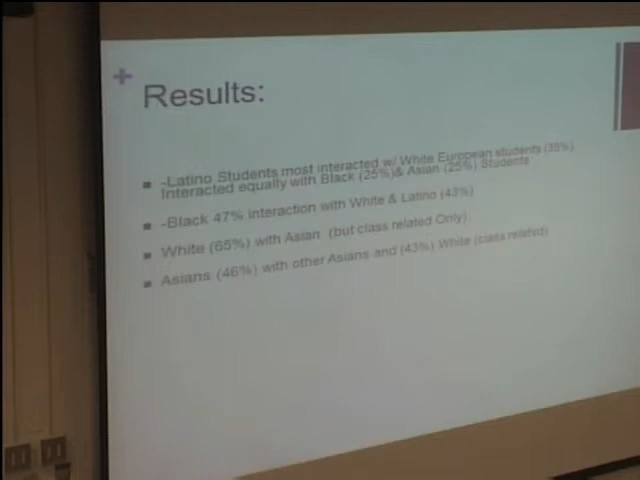 Results:
-Latino Students most interacted w/ White European students (35%)
Interacted equally with Black (25%)& Asian (25%) Students
-Black 47% interaction with White & Latino (43%)
White (65%) with Asian (but class related Only)
Asians (46%) with other Asians and (43%) White (class related)